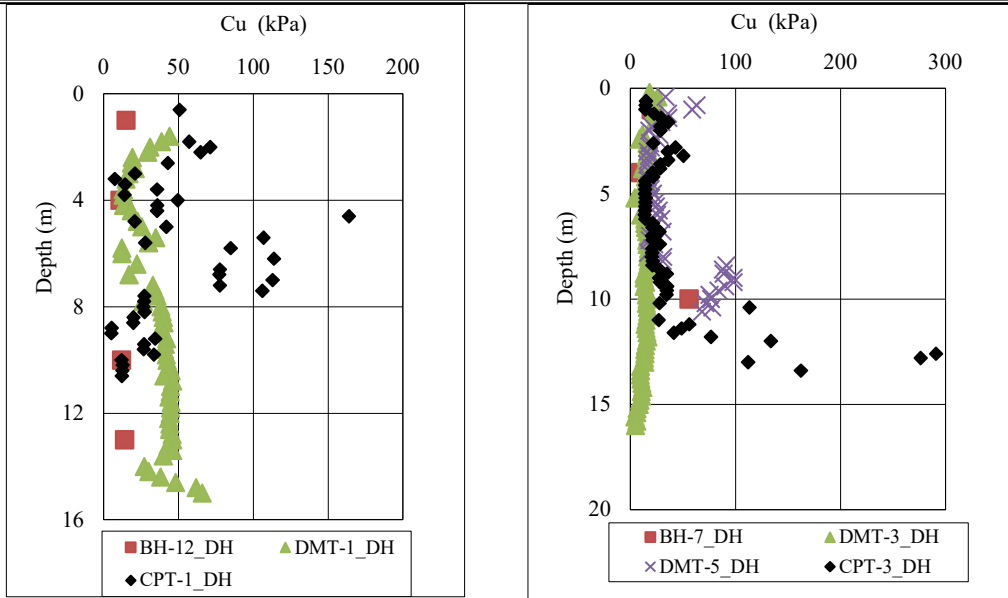 Cu (kPa)
0 50 100 150 200
0
4
8
12
16
Depth (m)
BH-12_DH DMT-1_DH
CPT-1_DH
Cu (kPa)
0 100 200 300
0
5
10
15
20
Depth (m)
BH-7_DH DMT-3_DH
DMT-5_DH CPT-3_DH